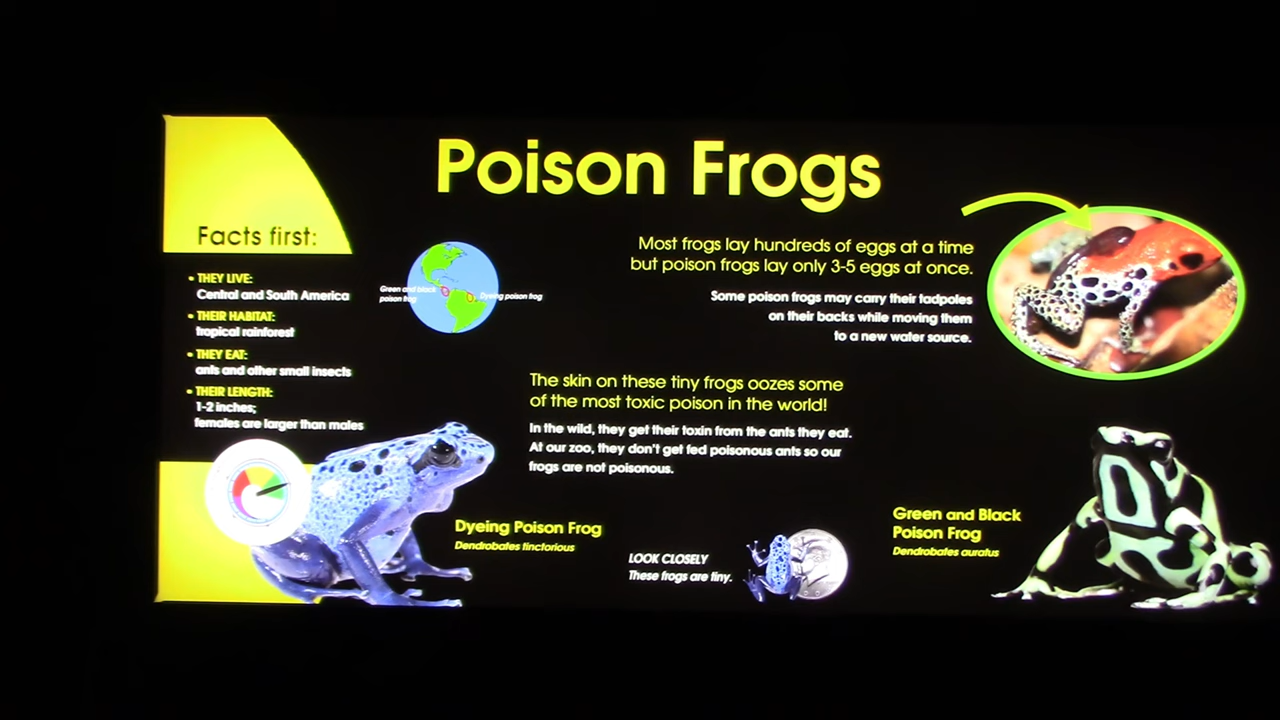 Poison Frogs
Facts first:
• THEY LIVE:
Central and South America
• THEIR HABITAT:
tropical rainforest
• THEY EAT:
ants and other small insects
• THEIR LENGTH:
1-2 inches;
females are larger than males
Green and black
poison frog
Dyeing poison frog
Most frogs lay hundreds of eggs at a time
but poison frogs lay only 3-5 eggs at once.
Some poison frogs may carry their tadpoles
on their backs while moving them
to a new water source.
The skin on these tiny frogs oozes some
of the most toxic poison in the world!
In the wild, they get their toxin from the ants they eat.
At our zoo, they don't get fed poisonous ants so our
frogs are not poisonous.
Dyeing Poison Frog
Dendrobates tinctorious
LOOK CLOSELY
These frogs are tiny.
Green and Black
Poison Frog
Dendrobates auratus